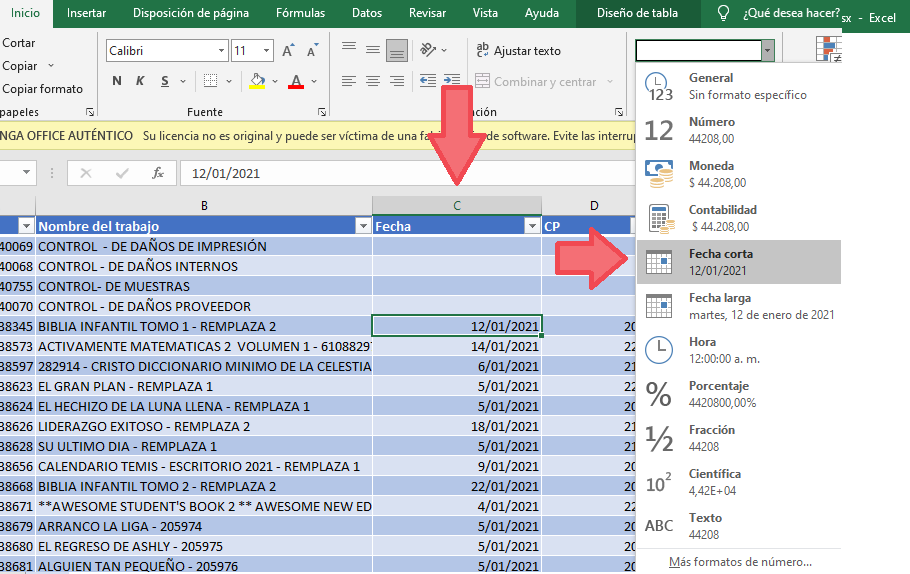 Inicio Insertar Disposición de página Fórmulas Datos Revisar Vista Ayuda Diseño de tabla ¿Qué desea hacer? sx - Excel
Cortar
Copiar
Copiar formato
papeles
Calibri 11 A A
N K S A
Fuente
ab Ajustar texto
Combinar y centrar
ción
NGA OFFICE AUTÉNTICO Su licencia no es original y puede ser víctima de una de software. Evite las interrup
fx 12/01/2021
B C D
Nombre del trabajo Fecha CP
40069 CONTROL - DE DAÑOS DE IMPRESIÓN
40068 CONTROL- DE DAÑOS INTERNOS
40755 CONTROL- DE MUESTRAS
40070 CONTROL - DE DAÑOS PROVEEDOR
38345 BIBLIA INFANTIL TOMO 1 - REMPLAZA 2 12/01/2021 20
38573 ACTIVAMENTE MATEMATICAS 2 VOLUMEN 1 - 6108829 14/01/2021 22
38597 282914 - CRISTO DICCIONARIO MINIMO DE LA CELESTIA 6/01/2021 21
38623 EL GRAN PLAN - REMPLAZA 1 5/01/2021 22
38624 EL HECHIZO DE LA LUNA LLENA - REMPLAZA 1 5/01/2021 20
38626 LIDERAZGO EXITOSO - REMPLAZA 2 18/01/2021 21
38628 SU ULTIMO DIA - REMPLAZA 1 5/01/2021 21
38656 CALENDARIO TEMIS - ESCRITORIO 2021 - REMPLAZA 1 9/01/2021 20
38668 BIBLIA INFANTIL TOMO 2 - REMPLAZA 2 22/01/2021 20
38671 **AWESOME STUDENT'S BOOK 2 ** AWESOME NEW ED 4/01/2021 22
38679 ARRANCO LA LIGA - 205974 5/01/2021 20
38680 EL REGRESO DE ASHLY - 205975 5/01/2021 20
38681 ALGUIEN TAN PEQUEÑO - 205976 5/01/2021 20
123 General
Sin formato específico
12 Número
44208,00
Moneda
$ 44.208,00
Contabilidad
$ 44.208,00
Fecha corta
12/01/2021
Fecha larga
martes, 12 de enero de 2021
Hora
12:00:00 a. m.
% Porcentaje
4420800,00%
½ Fracción
44208
10² Científica
4,42E+04
ABC Texto
44208
Más formatos de número...